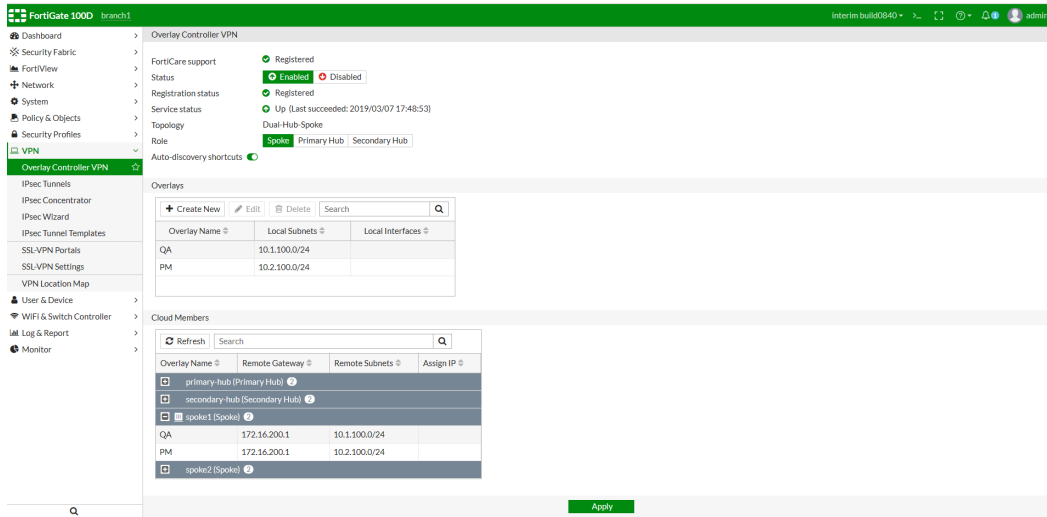 FortiGate 100D branch1 interim build0840 >_ admin
Dashboard
Security Fabric
FortiView
Network
System
Policy & Objects
Security Profiles
VPN
Overlay Controller VPN
IPsec Tunnels
IPsec Concentrator
IPsec Wizard
IPsec Tunnel Templates
SSL-VPN Portals
SSL-VPN Settings
VPN Location Map
User & Device
WiFi & Switch Controller
Log & Report
Monitor
Overlay Controller VPN
FortiCare support Registered
Status Enabled Disabled
Registration status Registered
Service status Up (Last succeeded: 2019/03/07 17:48:53)
Topology Dual-Hub-Spoke
Role Spoke Primary Hub Secondary Hub
Auto-discovery shortcuts
Overlays
+ Create New Edit Delete Search
Overlay Name Local Subnets Local Interfaces
QA 10.1.100.0/24
PM 10.2.100.0/24
Cloud Members
Refresh Search
Overlay Name Remote Gateway Remote Subnets Assign IP
primary-hub (Primary Hub) 2
secondary-hub (Secondary Hub) 2
spoke1 (Spoke) 2
QA 172.16.200.1 10.1.100.0/24
PM 172.16.200.1 10.2.100.0/24
spoke2 (Spoke) 2
Apply